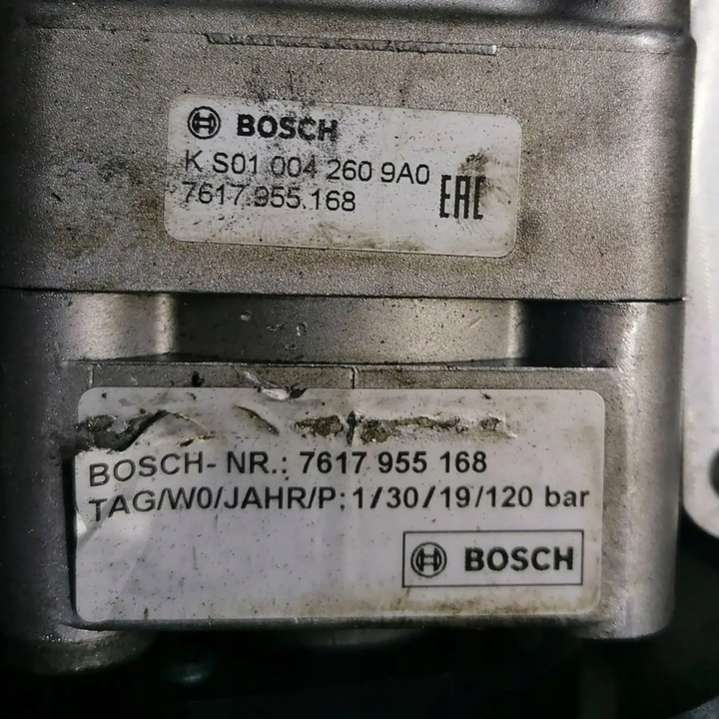 BOSCH
K S01 004 260 9A0
7617.955.168
EAC
BOSCH- NR.: 7617 955 168
TAG/W0/JAHR/P: 1/30/19/120 bar
BOSCH